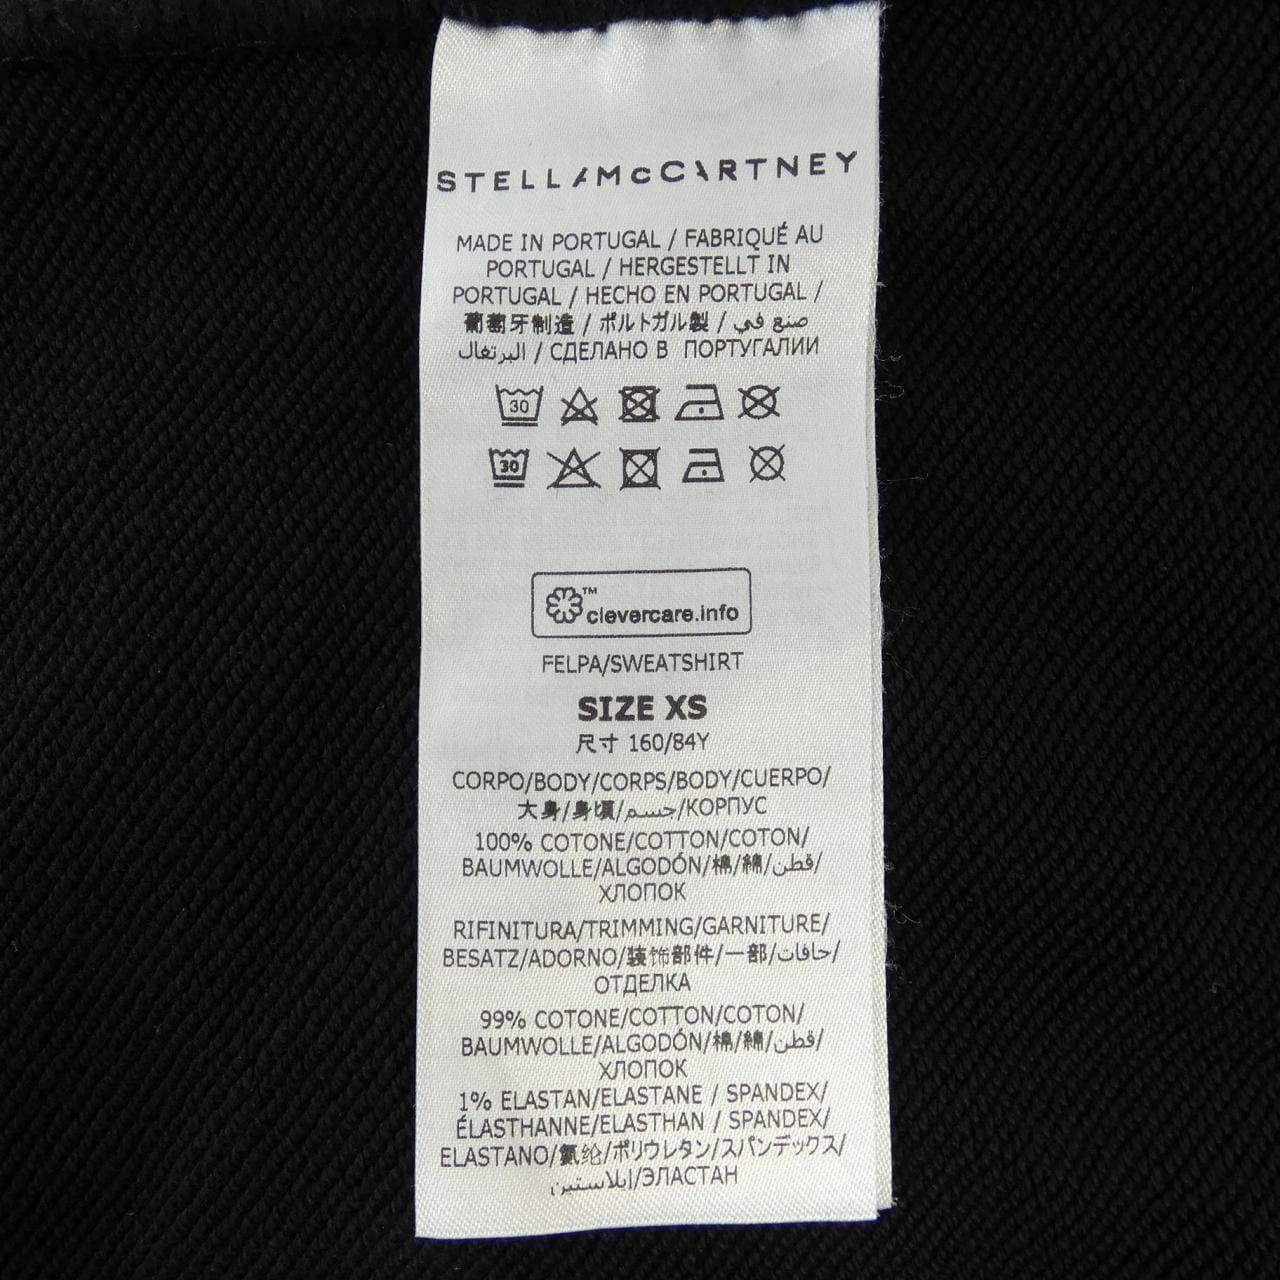 STELLA McCARTNEY
MADE IN PORTUGAL / FABRIQUÉ AU
PORTUGAL / HERGESTELLT IN
PORTUGAL / HECHO EN PORTUGAL /
葡萄牙制造 / ポルトガル製 / صنع في
البرتغال / СДЕЛАНО В ПОРТУГАЛИИ
30
30
™
clevercare.info
FELPA/SWEATSHIRT
SIZE XS
尺寸 160/84Y
CORPO/BODY/CORPS/BODY/CUERPO/
大身/身頃/جسم/КОРПУС
100% COTONE/COTTON/COTON/
BAUMWOLLE/ALGODÓN/棉/綿/قطن/
ХЛОПОК
RIFINITURA/TRIMMING/GARNITURE/
BESATZ/ADORNO/装饰部件/一部/حافات/
ОТДЕЛКА
99% COTONE/COTTON/COTON/
BAUMWOLLE/ALGODÓN/棉/綿/قطن/
ХЛОПОК
1% ELASTAN/ELASTANE / SPANDEX/
ÉLASTHANNE/ELASTHAN / SPANDEX/
ELASTANO/氨纶/ポリウレタン/スパンデックス/
إيلاستين/ЭЛАСТАН